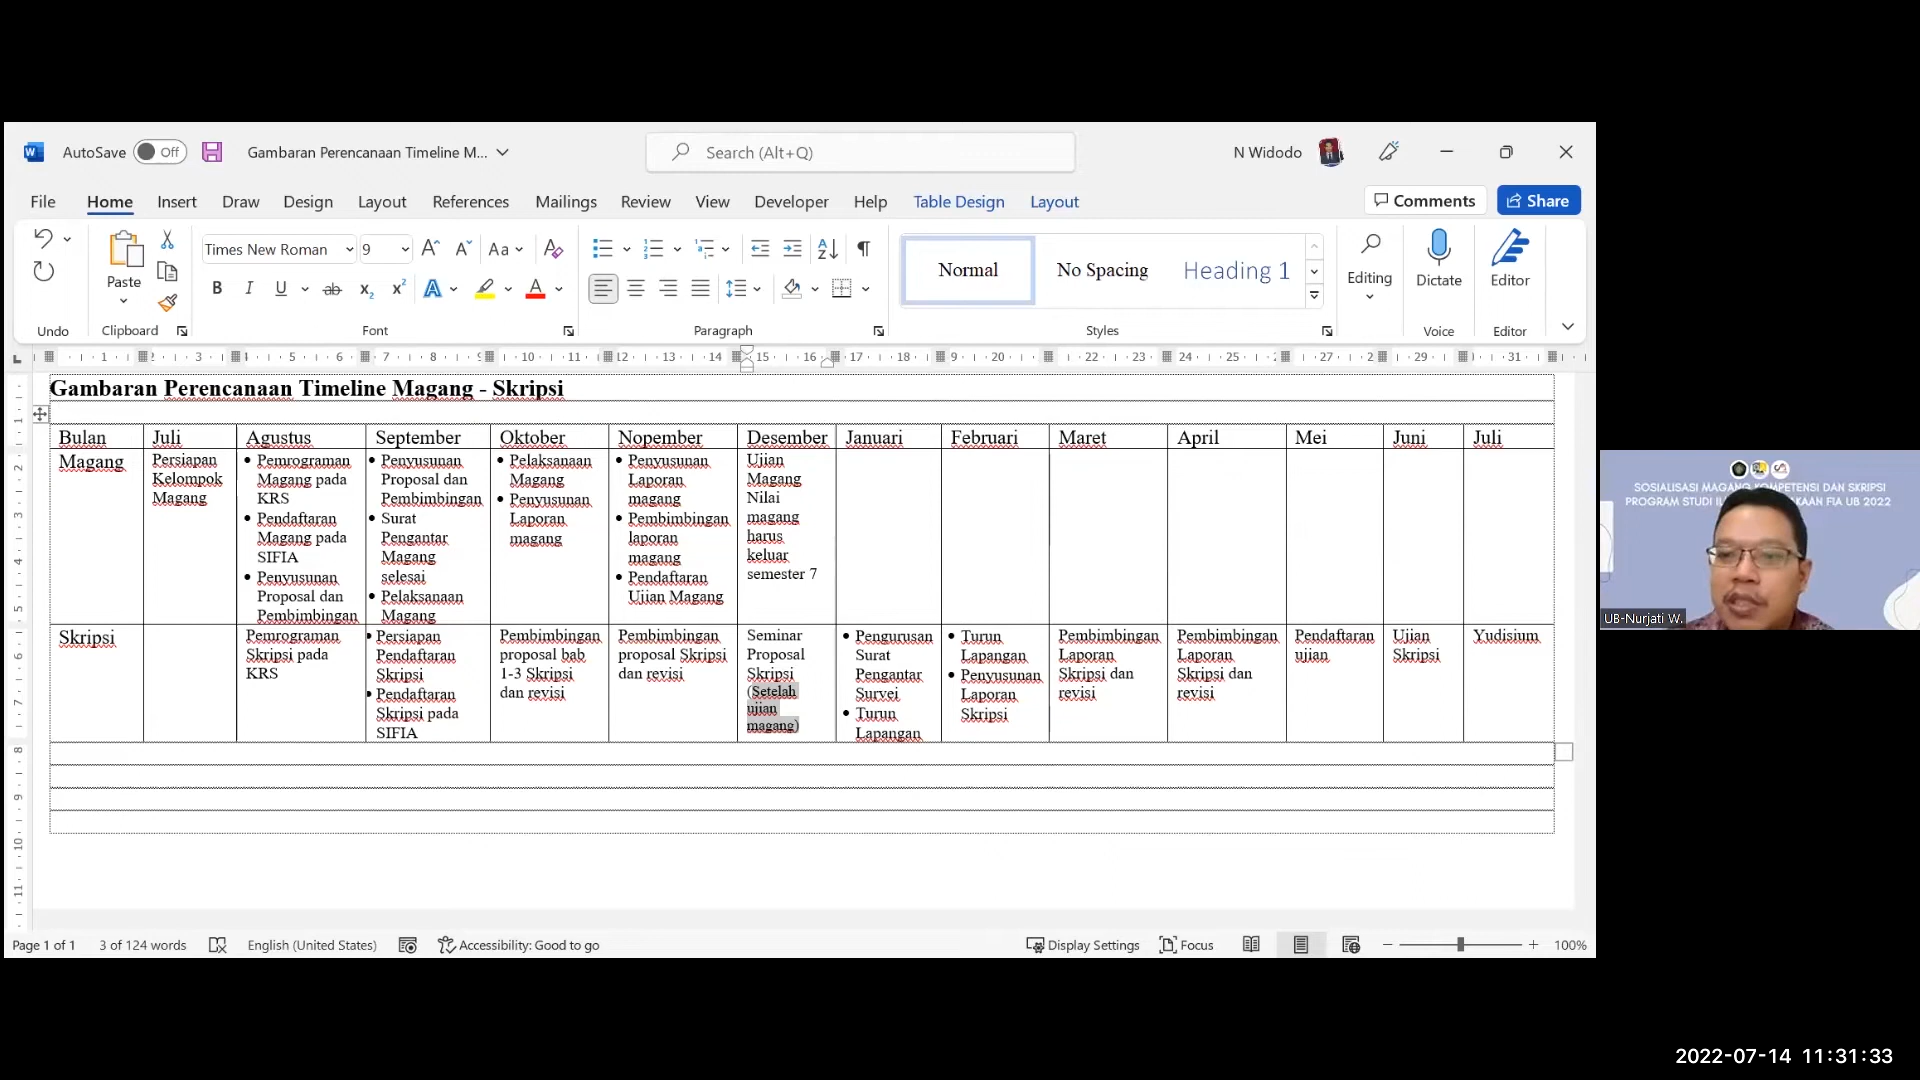 AutoSave Off Gambaran Perencanaan Timeline M... Search (Alt+Q) N Widodo
File Home Insert Draw Design Layout References Mailings Review View Developer Help Table Design Layout Comments Share
Times New Roman 9
Paste
Normal No Spacing Heading 1
Editing Dictate Editor
Undo Clipboard Font Paragraph Styles Voice Editor
Gambaran Perencanaan Timeline Magang - Skripsi
Bulan Juli Agustus September Oktober Nopember Desember Januari Februari Maret April Mei Juni Juli
Magang
Persiapan
Kelompok
Magang
• Pemrograman
Magang pada
KRS
• Pendaftaran
Magang pada
SIFIA
• Penyusunan
Proposal dan
Pembimbingan
• Penyusunan
Proposal dan
Pembimbingan
• Surat
Pengantar
Magang
selesai
• Pelaksanaan
Magang
• Pelaksanaan
Magang
• Penyusunan
Laporan
magang
• Penyusunan
Laporan
magang
• Pembimbingan
laporan
magang
• Pendaftaran
Ujian Magang
Ujian
Magang
Nilai
magang
harus
keluar
semester 7
Skripsi
Pemrograman
Skripsi pada
KRS
• Persiapan
Pendaftaran
Skripsi
• Pendaftaran
Skripsi pada
SIFIA
Pembimbingan
proposal bab
1-3 Skripsi
dan revisi
Pembimbingan
proposal Skripsi
dan revisi
Seminar
Proposal
Skripsi
(Setelah
ujian
magang)
• Pengurusan
Surat
Pengantar
Survei
• Turun
Lapangan
• Turun
Lapangan
• Penyusunan
Laporan
Skripsi
Pembimbingan
Laporan
Skripsi dan
revisi
Pembimbingan
Laporan
Skripsi dan
revisi
Pendaftaran
ujian
Ujian
Skripsi
Yudisium
Page 1 of 1 3 of 124 words English (United States) Accessibility: Good to go Display Settings Focus 100%
SOSIALISASI MAGANG KOMPETENSI DAN SKRIPSI
PROGRAM STUDI FIA UB 2022
UB-Nurjati W.
2022-07-14 11:31:33